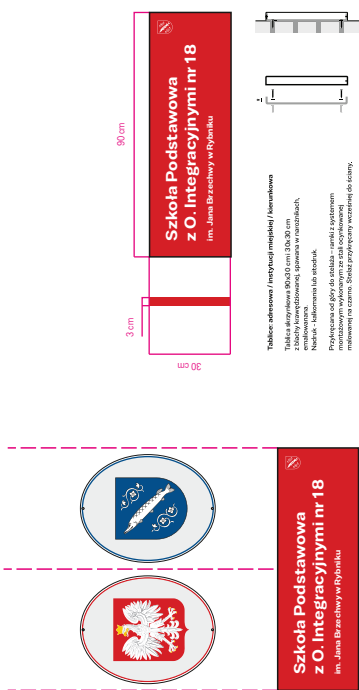 90 cm
Szkoła Podstawowa
z O. Integracyjnymi nr 18
im. Jana Brzechwy w Rybniku
3 cm
30 cm
Tablice: adresowa / instytucji miejskiej / kierunkowa
Tablica skrzynkowa 90x30 cm i 30x30 cm
z blachy krawędziowanej, spawana w narożnikach,
emaliowana.
Nadruk - kalkomania lub sitodruk.
Przykręcana od góry do stelaża – ramki z systemem
montażowym wykonanym ze stali ocynkowanej
malowanej na czarno. Stelaż przykręcany wcześniej do ściany.
Szkoła Podstawowa
z O. Integracyjnymi nr 18
im. Jana Brzechwy w Rybniku